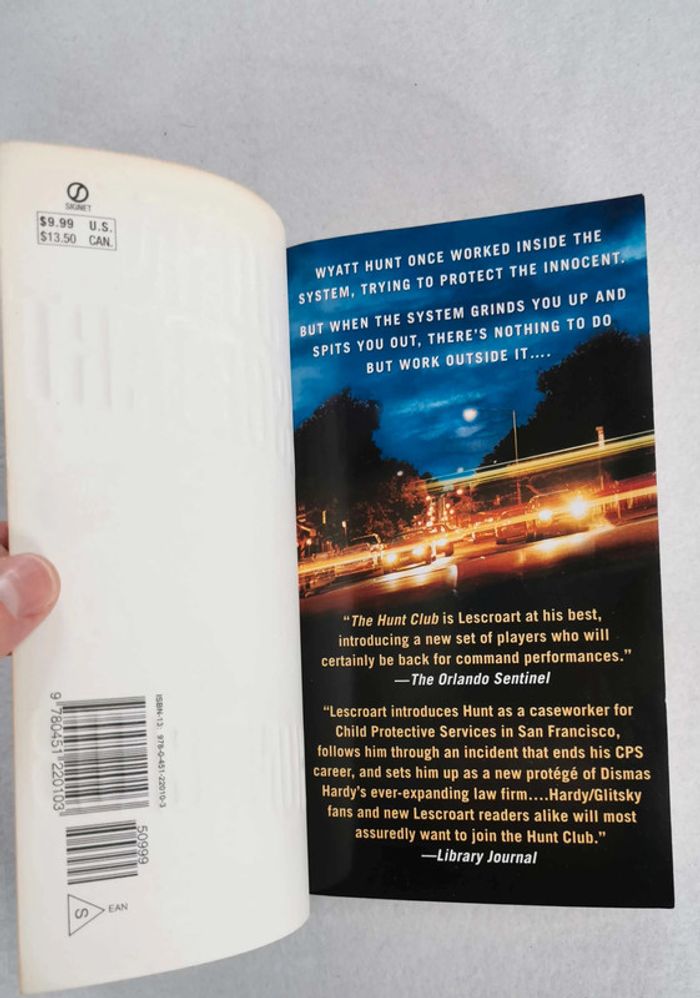 SIGNET
$9.99 U.S.
$13.50 CAN.
ISBN-13: 978-0-451-22010-3
9 780451 220103
50999
S
EAN
WYATT HUNT ONCE WORKED INSIDE THE
SYSTEM, TRYING TO PROTECT THE INNOCENT.
BUT WHEN THE SYSTEM GRINDS YOU UP AND
SPITS YOU OUT, THERE'S NOTHING TO DO
BUT WORK OUTSIDE IT....
“The Hunt Club is Lescroart at his best,
introducing a new set of players who will
certainly be back for command performances.”
—The Orlando Sentinel
“Lescroart introduces Hunt as a caseworker for
Child Protective Services in San Francisco,
follows him through an incident that ends his CPS
career, and sets him up as a new protégé of Dismas
Hardy's ever-expanding law firm....Hardy/Glitsky
fans and new Lescroart readers alike will most
assuredly want to join the Hunt Club.”
—Library Journal